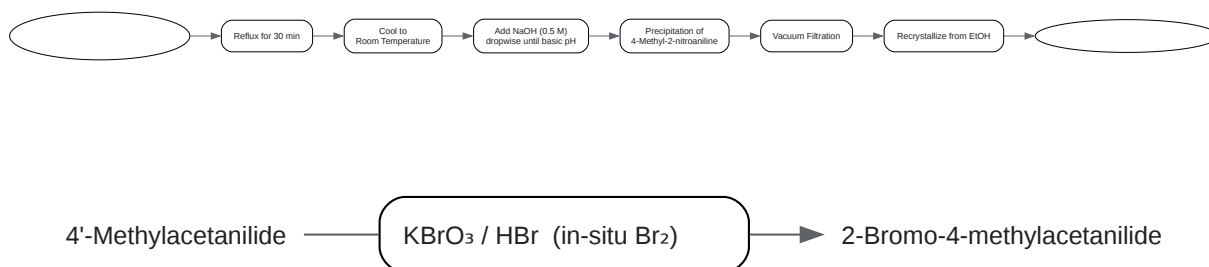 Reflux for 30 min
Cool to
Room Temperature
Add NaOH (0.5 M)
dropwise until basic pH
Precipitation of
4-Methyl-2-nitroaniline
Vacuum Filtration
Recrystallize from EtOH
4'-Methylacetanilide
KBrO₃ / HBr (in-situ Br₂)
2-Bromo-4-methylacetanilide